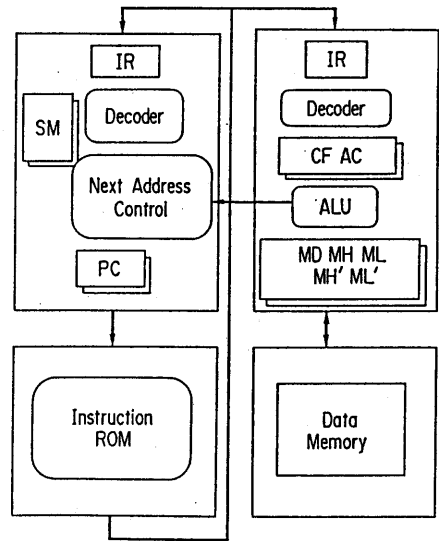 IR
Decoder
SM
Next Address
Control
PC
Instruction
ROM
IR
Decoder
CF AC
ALU
MD MH ML
MH′ ML′
Data
Memory